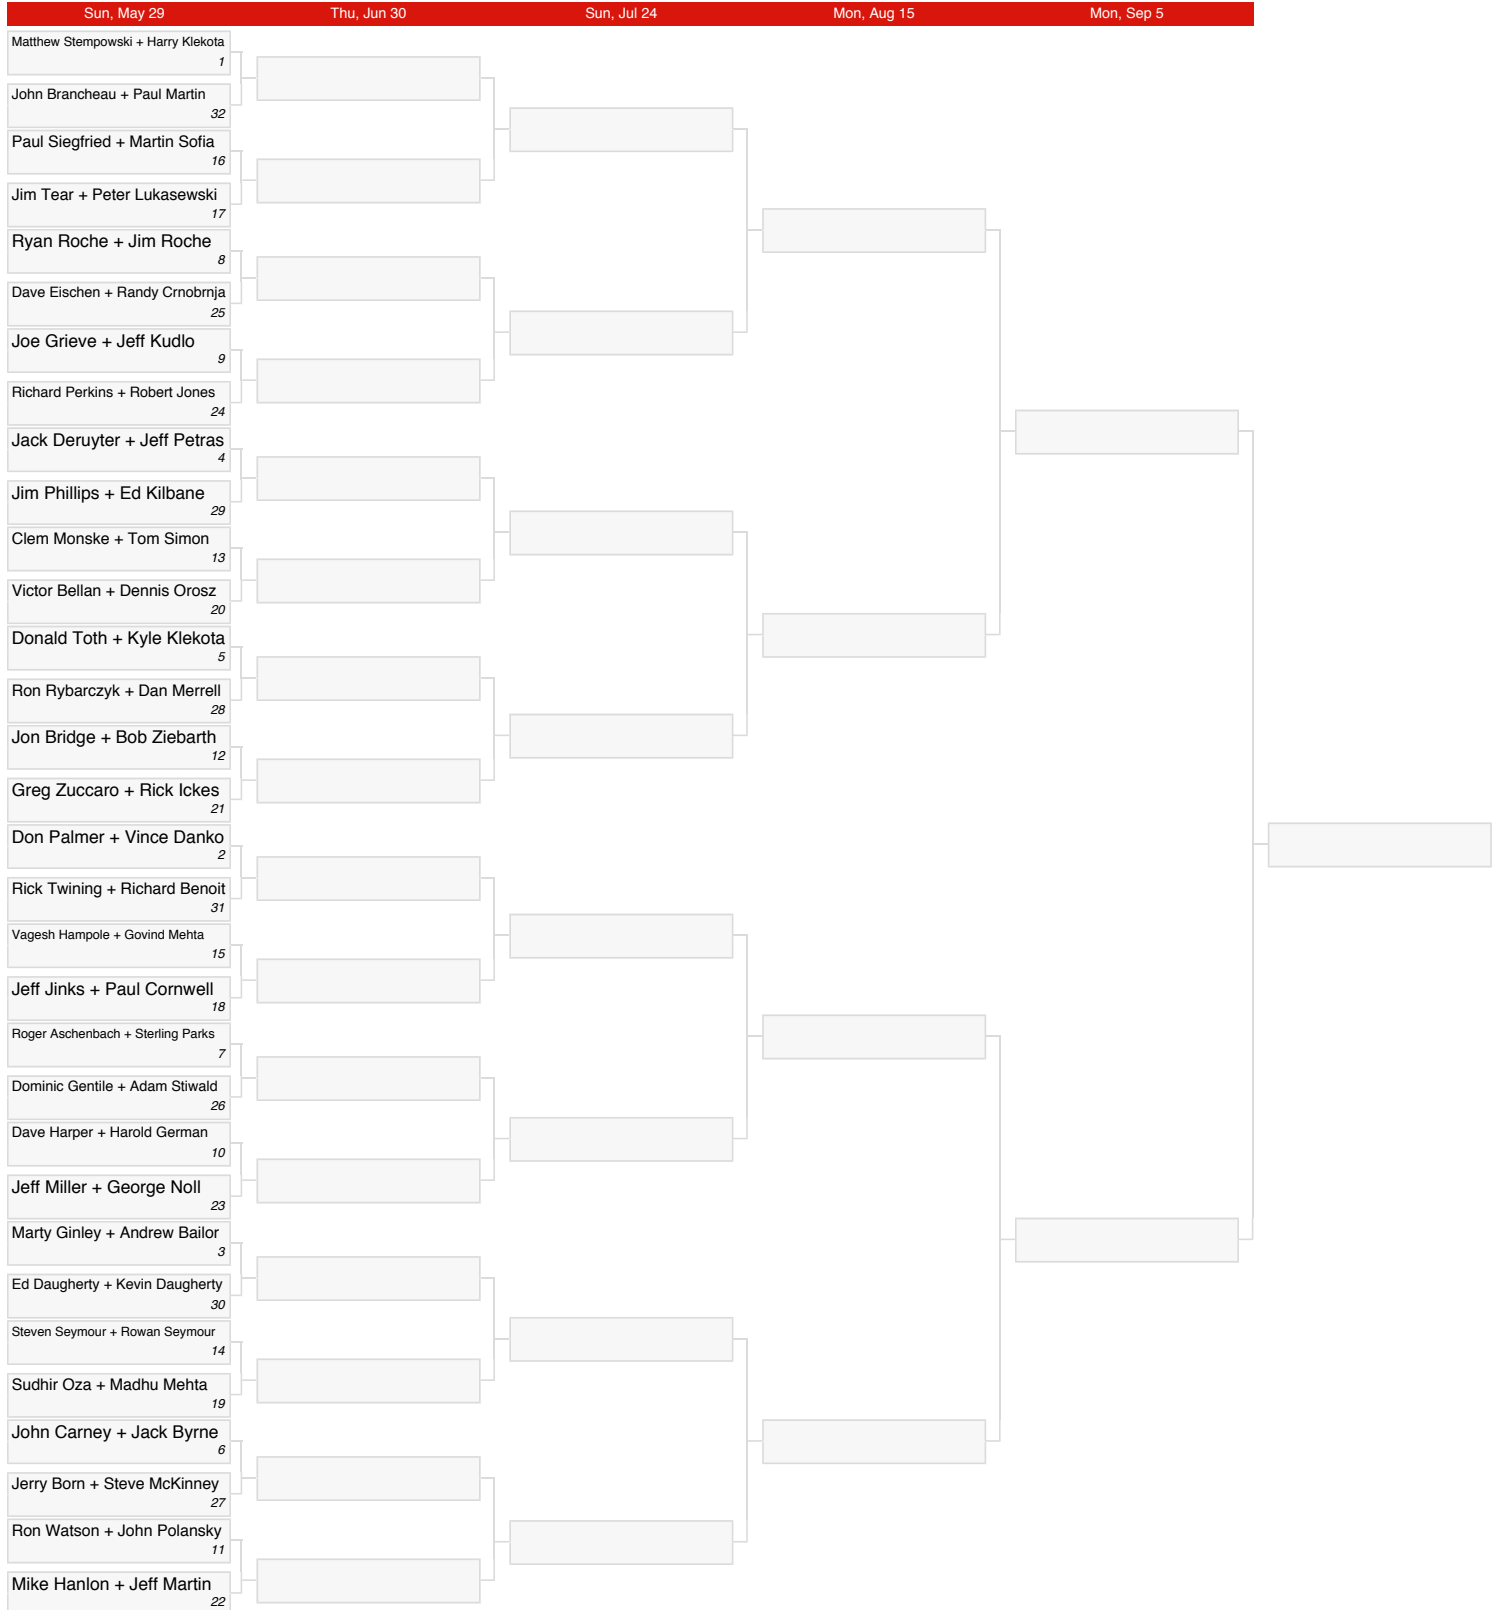 Sun, May 29
Thu, Jun 30
Sun, Jul 24
Mon, Aug 15
Mon, Sep 5
Matthew Stempowski + Harry Klekota
1
John Brancheau + Paul Martin
32
Paul Siegfried + Martin Sofia
16
Jim Tear + Peter Lukasewski
17
Ryan Roche + Jim Roche
8
Dave Eischen + Randy Crnobrnja
25
Joe Grieve + Jeff Kudlo
9
Richard Perkins + Robert Jones
24
Jack Deruyter + Jeff Petras
4
Jim Phillips + Ed Kilbane
29
Clem Monske + Tom Simon
13
Victor Bellan + Dennis Orosz
20
Donald Toth + Kyle Klekota
5
Ron Rybarczyk + Dan Merrell
28
Jon Bridge + Bob Ziebarth
12
Greg Zuccaro + Rick Ickes
21
Don Palmer + Vince Danko
2
Rick Twining + Richard Benoit
31
Vagesh Hampole + Govind Mehta
15
Jeff Jinks + Paul Cornwell
18
Roger Aschenbach + Sterling Parks
7
Dominic Gentile + Adam Stiwald
26
Dave Harper + Harold German
10
Jeff Miller + George Noll
23
Marty Ginley + Andrew Bailor
3
Ed Daugherty + Kevin Daugherty
30
Steven Seymour + Rowan Seymour
14
Sudhir Oza + Madhu Mehta
19
John Carney + Jack Byrne
6
Jerry Born + Steve McKinney
27
Ron Watson + John Polansky
11
Mike Hanlon + Jeff Martin
22